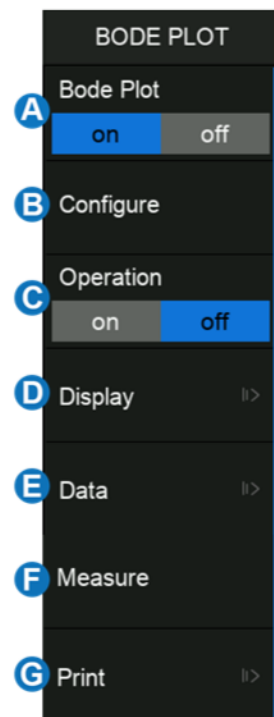 BODE PLOT
Bode Plot
A
on off
B Configure
Operation
C
on off
D Display
E Data
F Measure
G Print